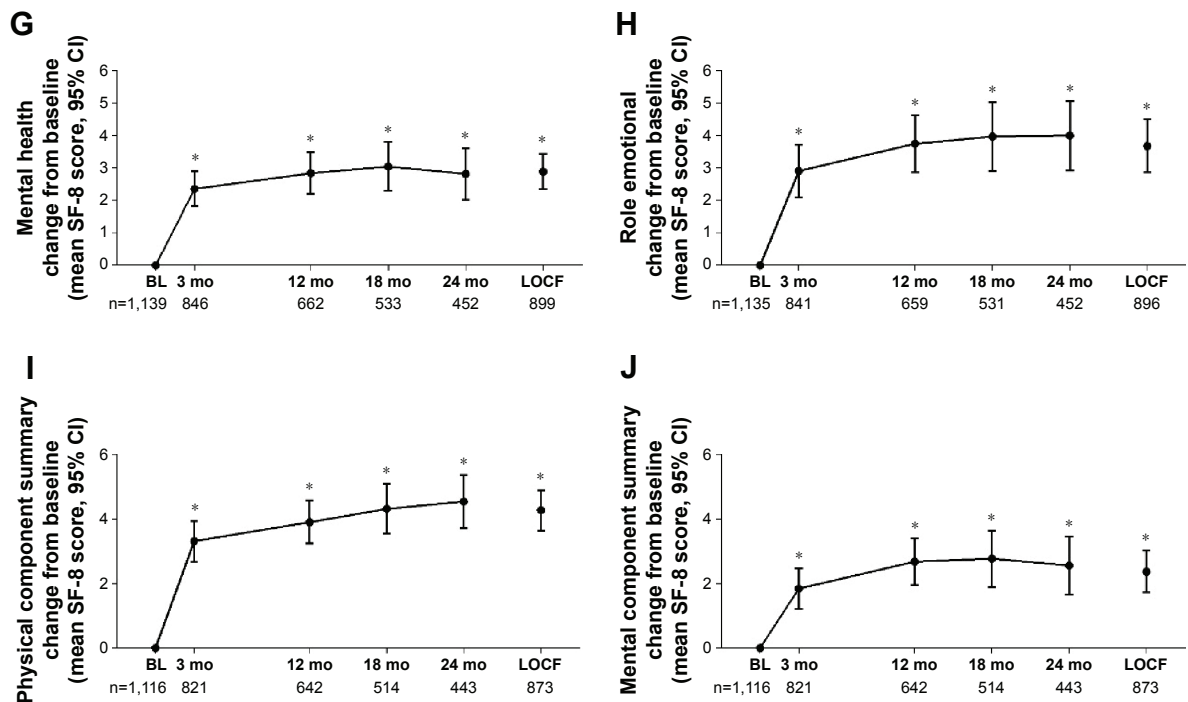 G
Mental health
change from baseline
(mean SF-8 score, 95% CI)
6
5
4
3
2
1
0
* * * * *
BL 3 mo 12 mo 18 mo 24 mo LOCF
n=1,139 846 662 533 452 899
H
Role emotional
change from baseline
(mean SF-8 score, 95% CI)
6
5
4
3
2
1
0
* * * * *
BL 3 mo 12 mo 18 mo 24 mo LOCF
n=1,135 841 659 531 452 896
I
Physical component summary
change from baseline
(mean SF-8 score, 95% CI)
6
4
2
0
* * * * *
BL 3 mo 12 mo 18 mo 24 mo LOCF
n=1,116 821 642 514 443 873
J
Mental component summary
change from baseline
(mean SF-8 score, 95% CI)
6
4
2
0
* * * * *
BL 3 mo 12 mo 18 mo 24 mo LOCF
n=1,116 821 642 514 443 873